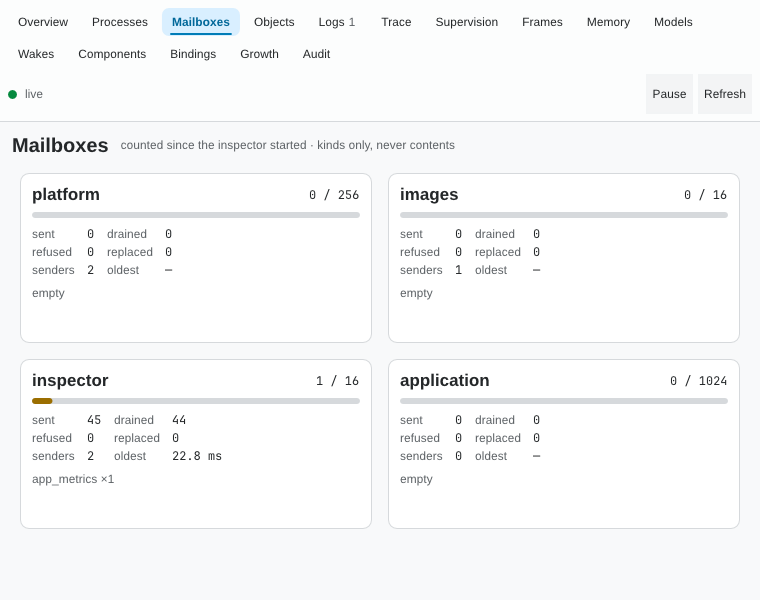 Overview Processes Mailboxes Objects Logs 1 Trace Supervision Frames Memory Models
Wakes Components Bindings Growth Audit
live Pause Refresh
Mailboxes counted since the inspector started · kinds only, never contents
platform 0 / 256
sent 0 drained 0
refused 0 replaced 0
senders 2 oldest —
empty
images 0 / 16
sent 0 drained 0
refused 0 replaced 0
senders 1 oldest —
empty
inspector 1 / 16
sent 45 drained 44
refused 0 replaced 0
senders 2 oldest 22.8 ms
app_metrics ×1
application 0 / 1024
sent 0 drained 0
refused 0 replaced 0
senders 0 oldest —
empty